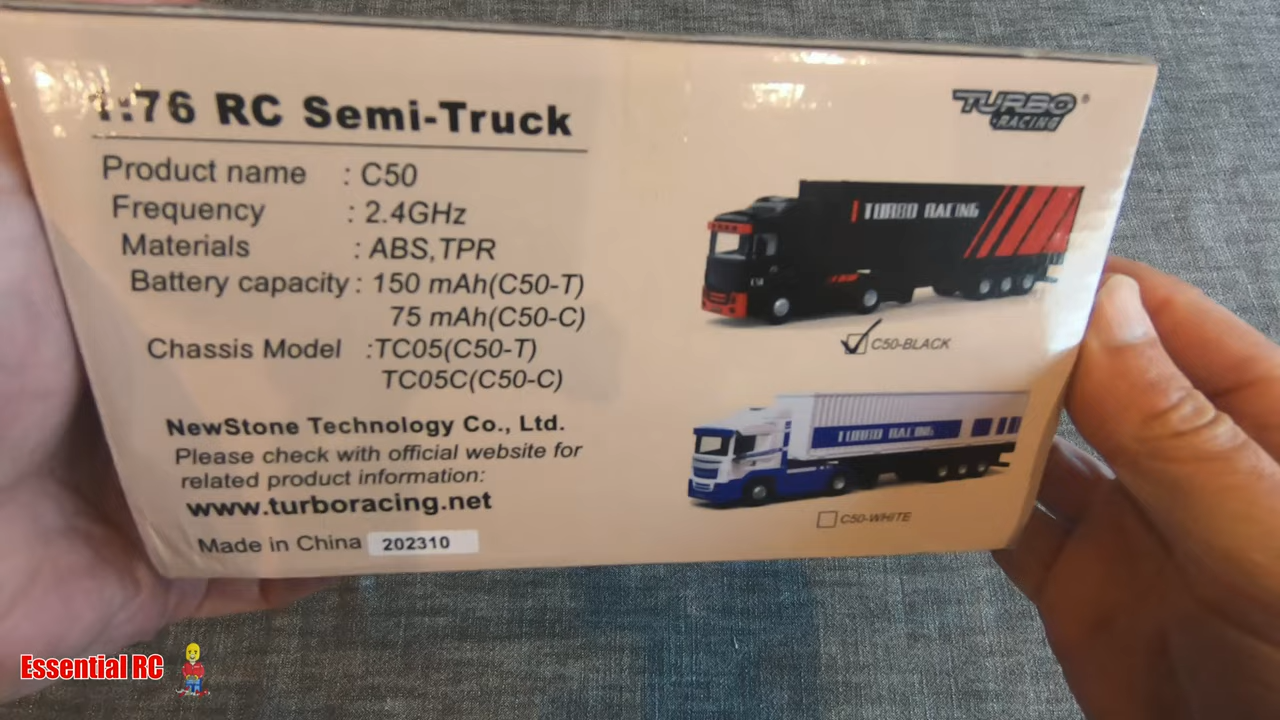 1:76 RC Semi-Truck
Product name : C50
Frequency : 2.4GHz
Materials : ABS,TPR
Battery capacity : 150 mAh(C50-T)
75 mAh(C50-C)
Chassis Model :TC05(C50-T)
TC05C(C50-C)
NewStone Technology Co., Ltd.
Please check with official website for
related product information:
www.turboracing.net
Made in China 202310
TURBO ®
RACING
TURBO RACING
C50-BLACK
TURBO RACING
C50-WHITE
Essential RC